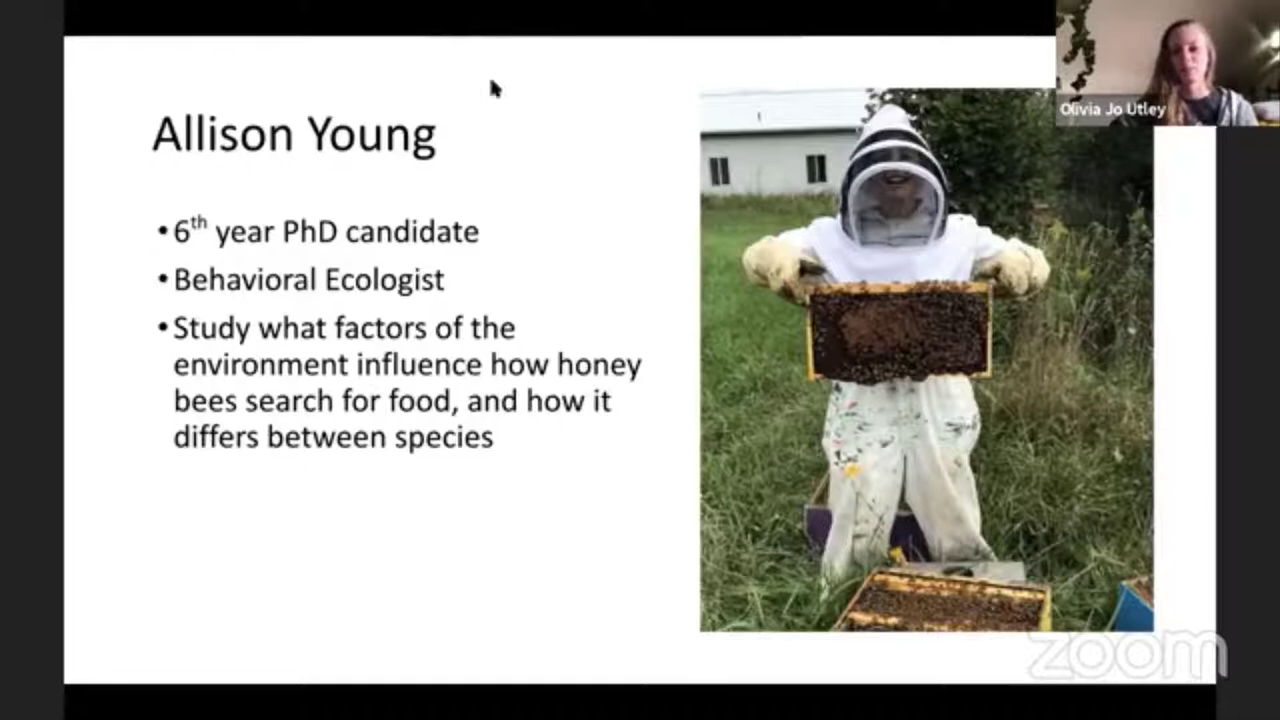 Olivia Jo Utley
Allison Young
•6th year PhD candidate
•Behavioral Ecologist
•Study what factors of the
environment influence how honey
bees search for food, and how it
differs between species
zoom